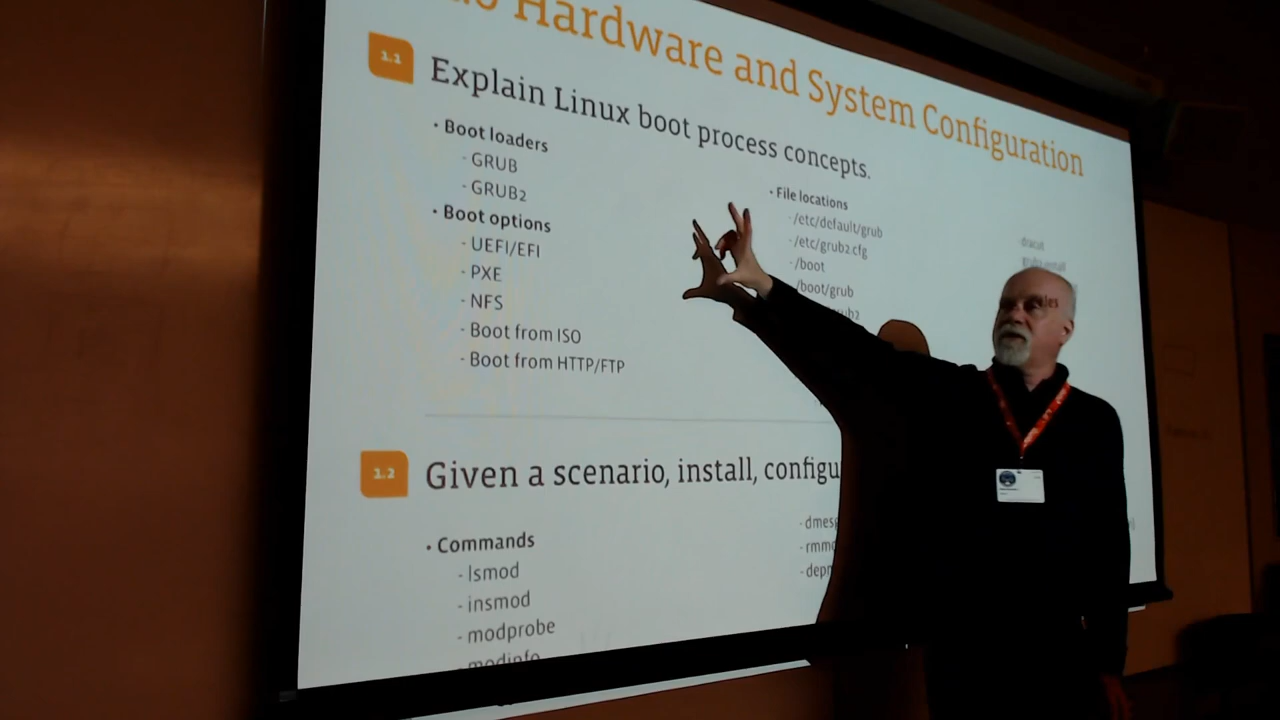 Hardware and System Configuration
1.1
Explain Linux boot process concepts.
• Boot loaders
- GRUB
- GRUB2
• Boot options
- UEFI/EFI
- PXE
- NFS
- Boot from ISO
- Boot from HTTP/FTP
• File locations
- /etc/default/grub
- /etc/grub2.cfg
- /boot
/boot/grub
1.2
Given a scenario, install, configu
• Commands
- lsmod
- insmod
- modprobe
- modinfo
- dmes
- rmmo
- depm